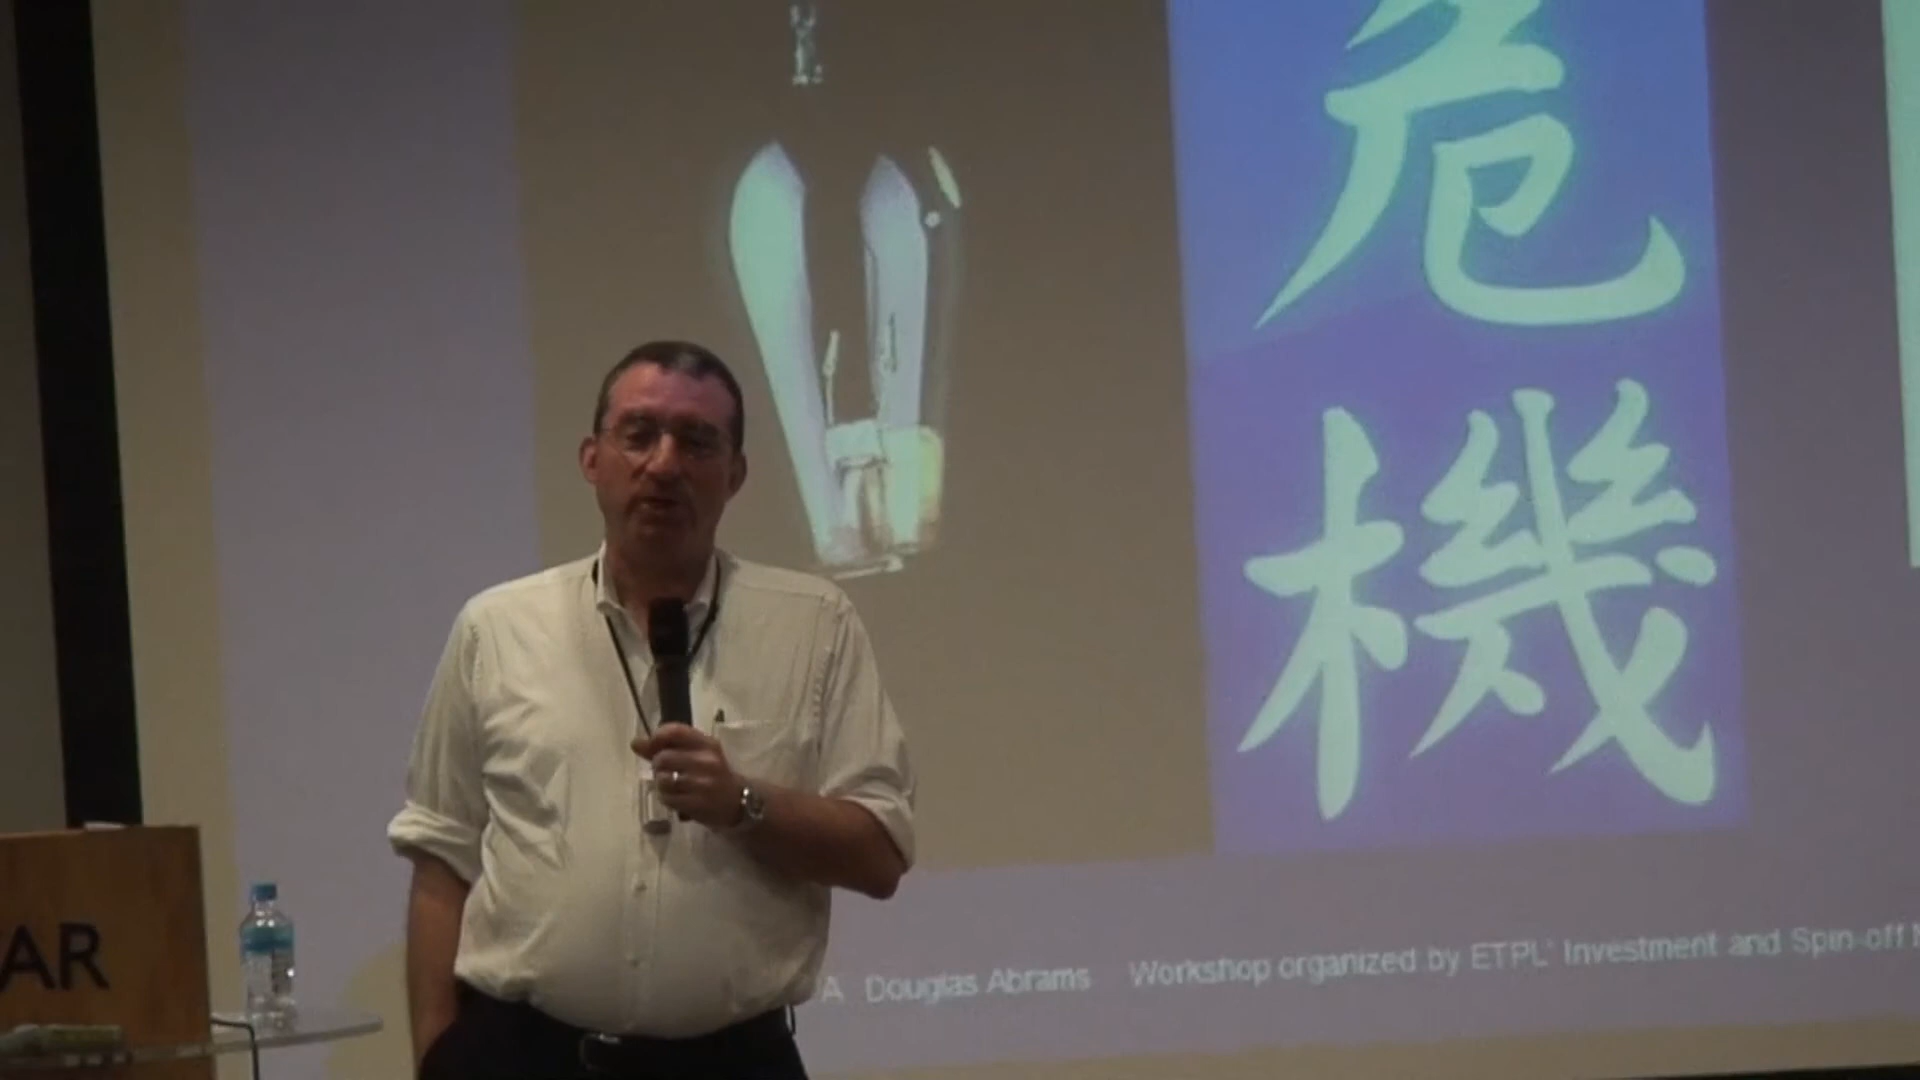 危
機
AR
A Douglas Abrams Workshop organized by ETPL' Investment and Spin-off